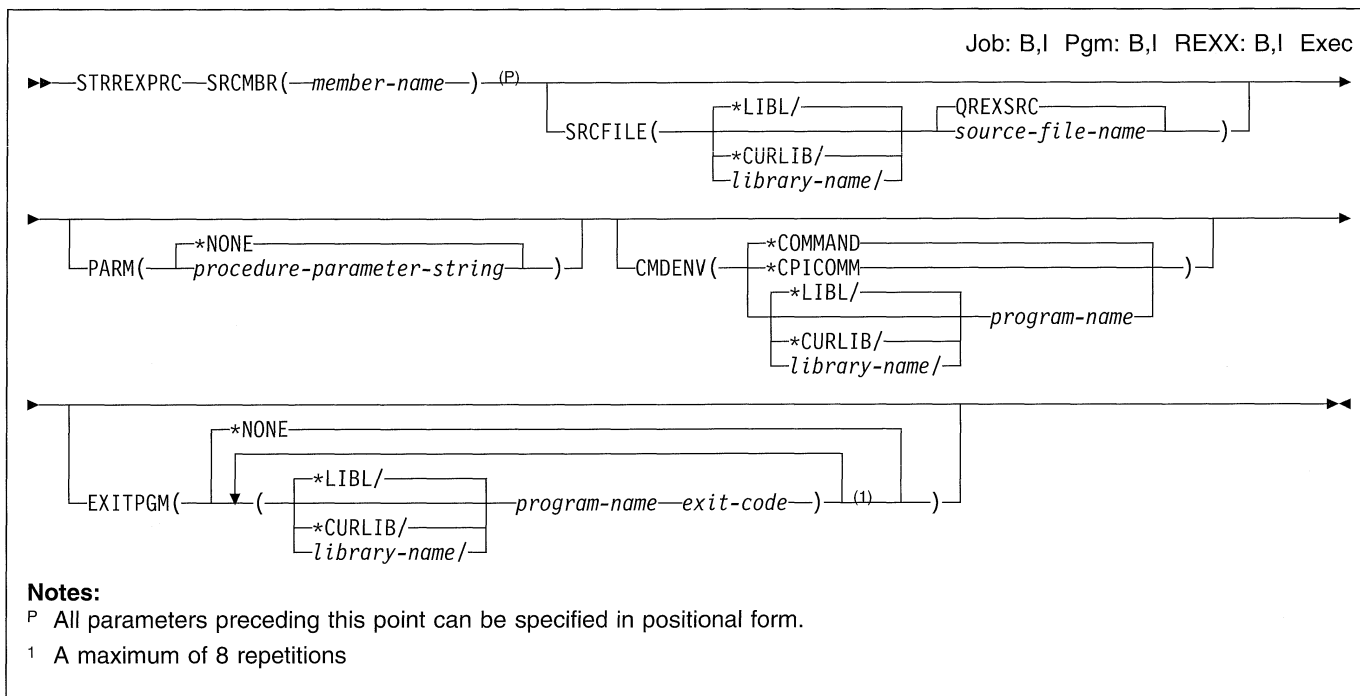 Job: B,I Pgm: B,I REXX: B,I Exec
STRREXPRC SRCMBR( member-name ) (P)
SRCFILE( *LIBL/ QREXSRC
source-file-name )
*CURLIB/
library-name/
PARM( *NONE
procedure-parameter-string )
CMDENV( *COMMAND
*CPICOMM )
*LIBL/
program-name
*CURLIB/
library-name/
*NONE
EXITPGM( ( *LIBL/ program-name exit-code ) (1) )
*CURLIB/
library-name/
Notes:
P All parameters preceding this point can be specified in positional form.
1 A maximum of 8 repetitions